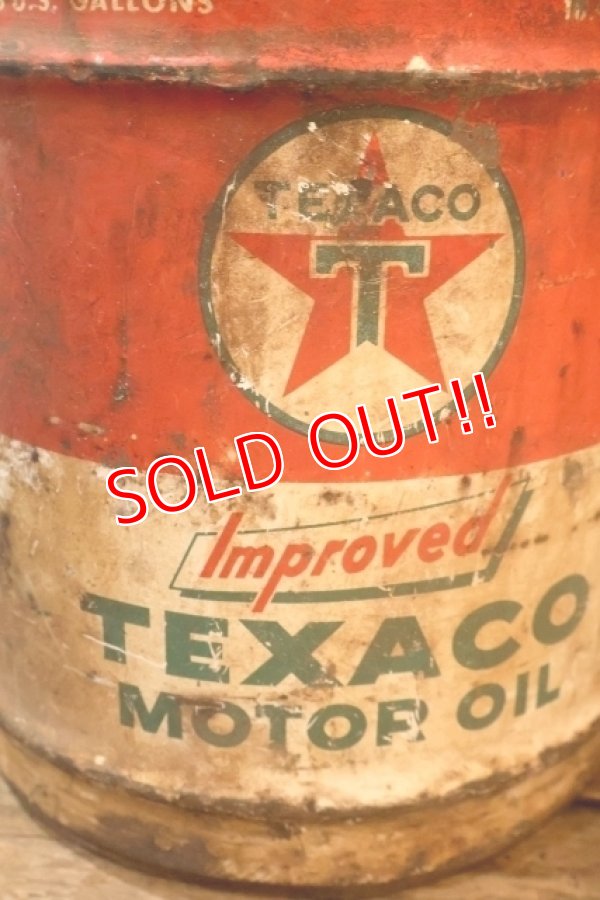 U.S. GALLONS
TEXACO
T
SOLD OUT!!
Improved
TEXACO
MOTOR OIL